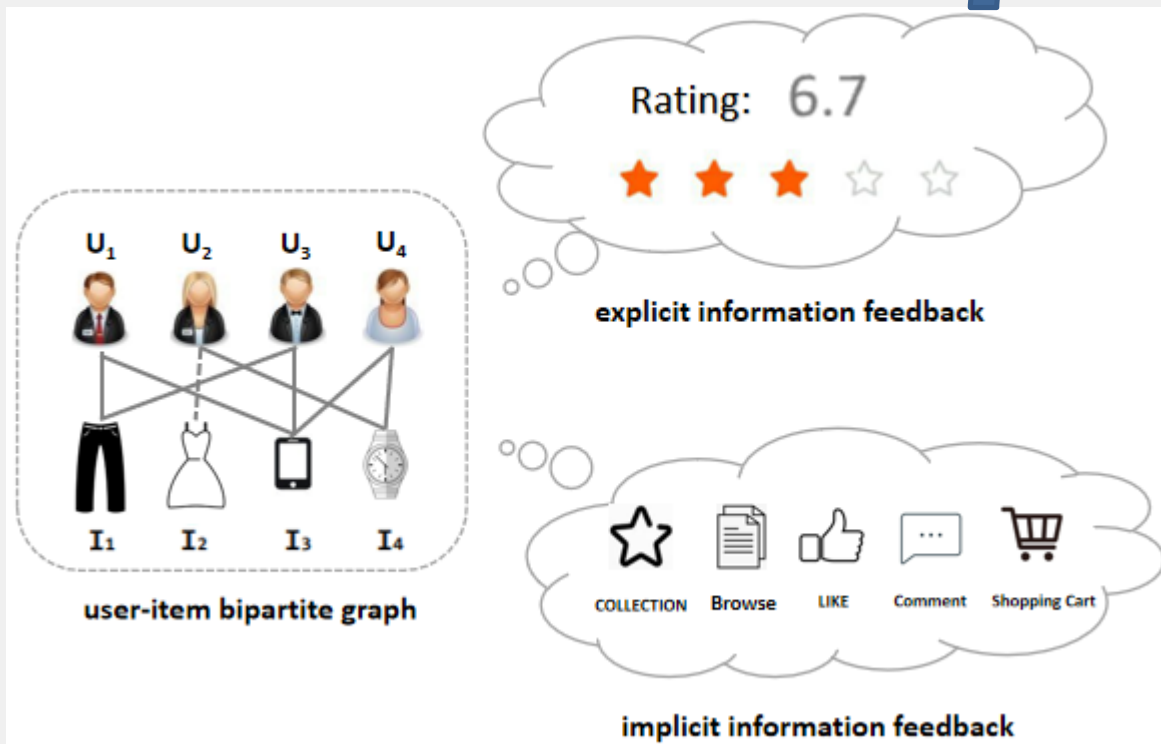 Rating: 6.7
explicit information feedback
U₁ U₂ U₃ U₄
I₁ I₂ I₃ I₄
user-item bipartite graph
COLLECTION Browse LIKE Comment Shopping Cart
implicit information feedback